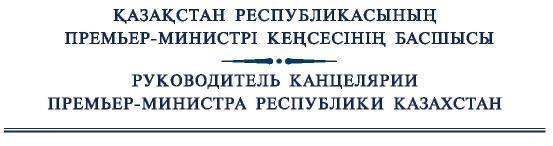 ҚАЗАҚСТАН РЕСПУБЛИКАСЫНЫҢ
ПРЕМЬЕР-МИНИСТРІ КЕҢСЕСІНІҢ БАСШЫСЫ
РУКОВОДИТЕЛЬ КАНЦЕЛЯРИИ
ПРЕМЬЕР-МИНИСТРА РЕСПУБЛИКИ КАЗАХСТАН